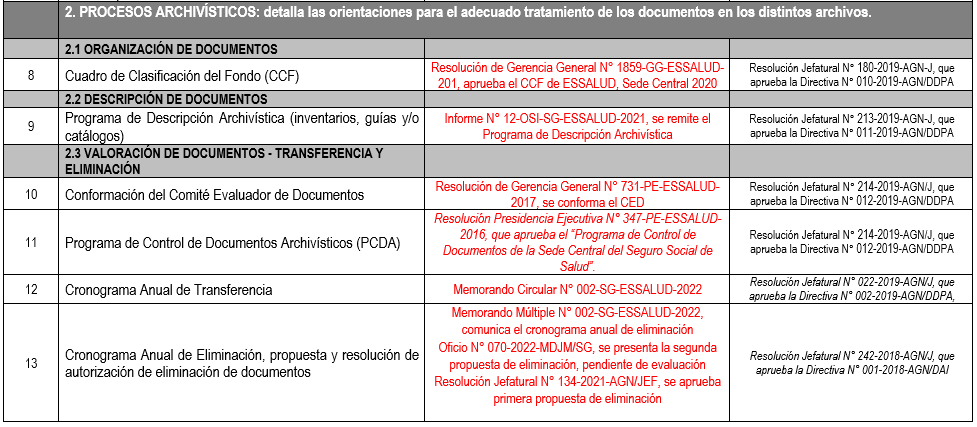 2. PROCESOS ARCHIVÍSTICOS: detalla las orientaciones para el adecuado tratamiento de los documentos en los distintos archivos.
2.1 ORGANIZACIÓN DE DOCUMENTOS
8
Cuadro de Clasificación del Fondo (CCF)
Resolución de Gerencia General N° 1859-GG-ESSALUD-
201, aprueba el CCF de ESSALUD, Sede Central 2020
Resolución Jefatural N° 180-2019-AGN-J, que
aprueba la Directiva N° 010-2019-AGN/DDPA
2.2 DESCRIPCIÓN DE DOCUMENTOS
9
Programa de Descripción Archivística (inventarios, guías y/o
catálogos)
Informe N° 12-OSI-SG-ESSALUD-2021, se remite el
Programa de Descripción Archivística
Resolución Jefatural N° 213-2019-AGN-J, que
aprueba la Directiva N° 011-2019-AGN/DDPA
2.3 VALORACIÓN DE DOCUMENTOS - TRANSFERENCIA Y
ELIMINACIÓN
10
Conformación del Comité Evaluador de Documentos
Resolución de Gerencia General N° 731-PE-ESSALUD-
2017, se conforma el CED
Resolución Jefatural N° 214-2019-AGN/J, que
aprueba la Directiva N° 012-2019-AGN/DDPA
11
Programa de Control de Documentos Archivísticos (PCDA)
Resolución Presidencia Ejecutiva N° 347-PE-ESSALUD-
2016, que aprueba el “Programa de Control de
Documentos de la Sede Central del Seguro Social de
Salud”.
Resolución Jefatural N° 214-2019-AGN/J, que
aprueba la Directiva N° 012-2019-AGN/DDPA
12
Cronograma Anual de Transferencia
Memorando Circular N° 002-SG-ESSALUD-2022
Resolución Jefatural N° 022-2019-AGN/J, que
aprueba la Directiva N° 002-2019-AGN/DDPA,
13
Cronograma Anual de Eliminación, propuesta y resolución de
autorización de eliminación de documentos
Memorando Múltiple N° 002-SG-ESSALUD-2022,
comunica el cronograma anual de eliminación
Oficio N° 070-2022-MDJM/SG, se presenta la segunda
propuesta de eliminación, pendiente de evaluación
Resolución Jefatural N° 134-2021-AGN/JEF, se aprueba
primera propuesta de eliminación
Resolución Jefatural N° 242-2018-AGN/J, que
aprueba la Directiva N° 001-2018-AGN/DAI